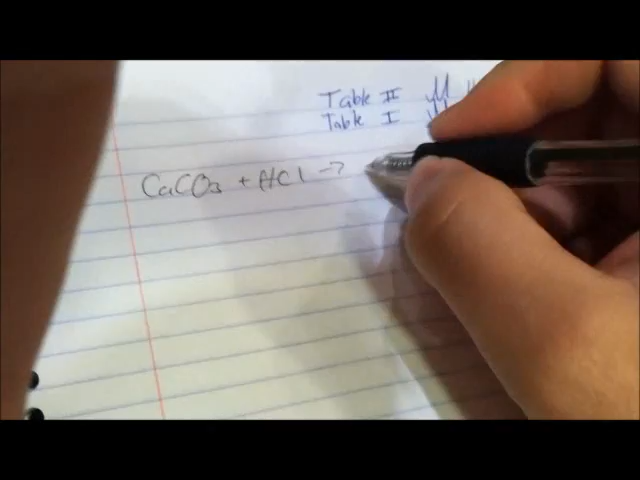 Table II
Table I
CaCO3 + HCl →